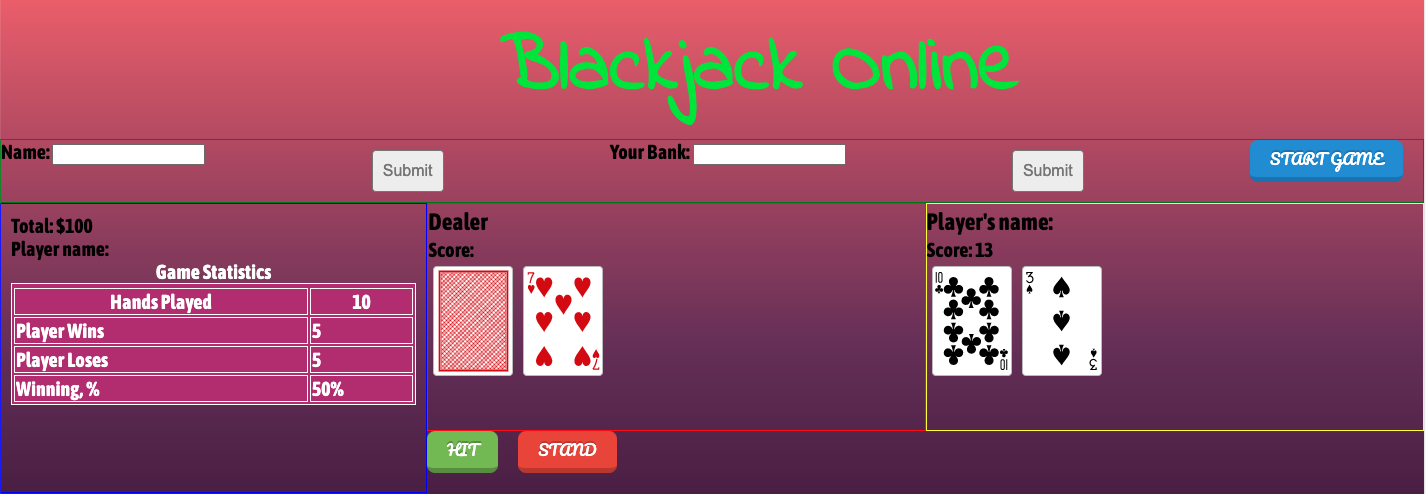 Blackjack online
Name:
Submit
Your Bank:
Submit
START GAME
Total: $100
Player name:
Game Statistics
Hands Played 10
Player Wins 5
Player Loses 5
Winning, % 50%
Dealer
Score:
7
7
Player's name:
Score: 13
10
10
3
3
HIT
STAND